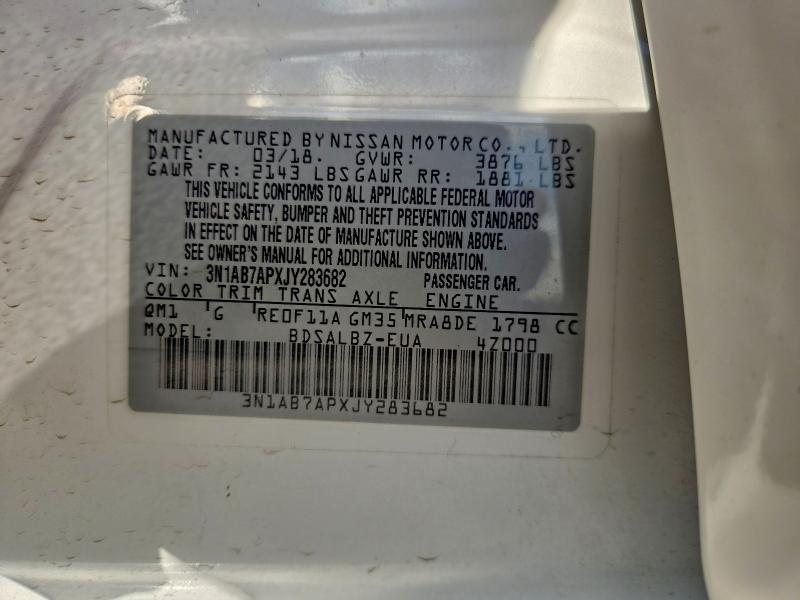 MANUFACTURED BY NISSAN MOTOR CO., LTD.
DATE: 03/18. GVWR: 3876 LBS
GAWR FR: 2143 LBS GAWR RR: 1881 LBS
THIS VEHICLE CONFORMS TO ALL APPLICABLE FEDERAL MOTOR
VEHICLE SAFETY, BUMPER AND THEFT PREVENTION STANDARDS
IN EFFECT ON THE DATE OF MANUFACTURE SHOWN ABOVE.
SEE OWNER'S MANUAL FOR ADDITIONAL INFORMATION.
VIN: 3N1AB7APXJY283682 PASSENGER CAR.
COLOR TRIM TRANS AXLE ENGINE
QM1 G RE0F11A GM35 MRA8DE 1798 CC
MODEL: BDSALBZ-EUA 4Z000
3N1AB7APXJY283682